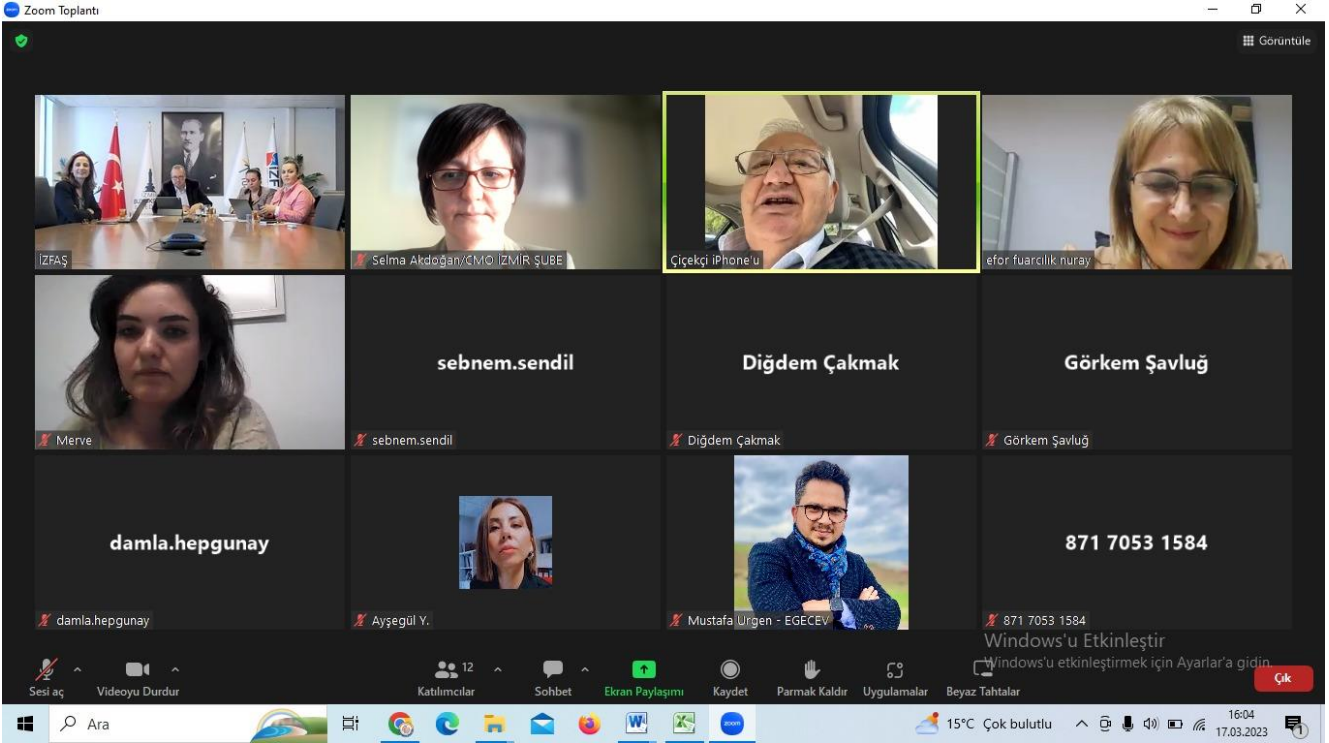 Zoom Toplantı
Görüntüle
İZFAŞ
Selma Akdoğan/ÇMO İZMİR ŞUBE
Çiçekçi iPhone'u
efor fuarcılık nuray
Merve
sebnem.sendil
sebnem.sendil
Diğdem Çakmak
Diğdem Çakmak
Görkem Şavluğ
Görkem Şavluğ
damla.hepgunay
damla.hepgunay
Ayşegül Y.
Mustafa Urgen - EGECEV
871 7053 1584
871 7053 1584
Windows'u Etkinleştir
Windows'u etkinleştirmek için Ayarlar'a gidin.
Sesi aç
Videoyu Durdur
12
Katılımcılar
Sohbet
Ekran Paylaşımı
Kaydet
Parmak Kaldır
Uygulamalar
Beyaz Tahtalar
Çık
Ara
zoom
15°C Çok bulutlu
16:04
17.03.2023
1